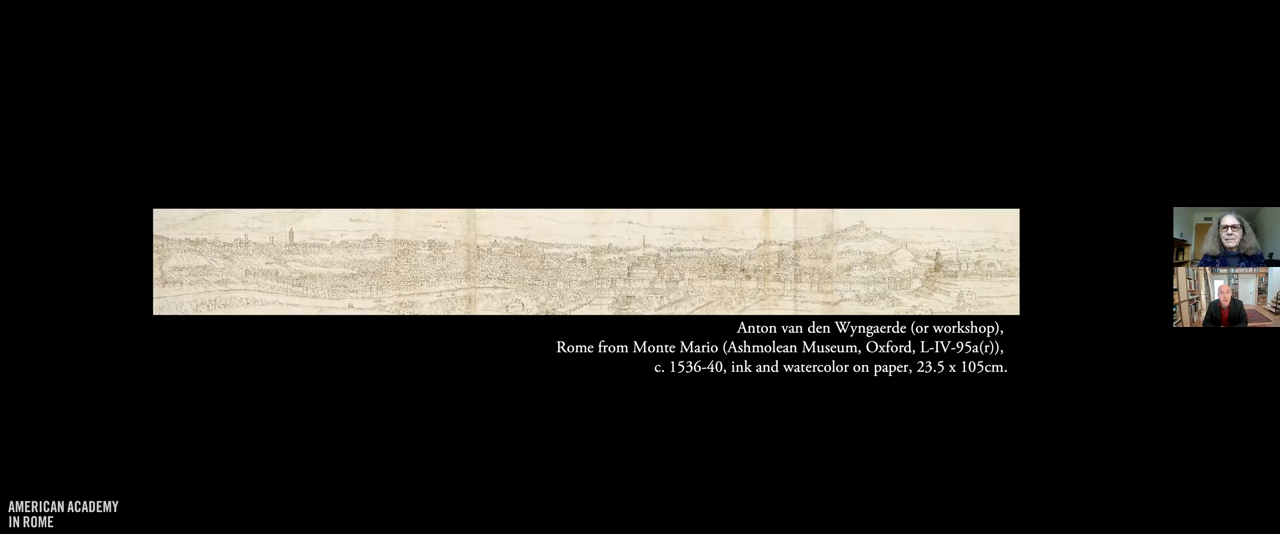 Anton van den Wyngaerde (or workshop),
Rome from Monte Mario (Ashmolean Museum, Oxford, L-IV-95a(r)),
c. 1536-40, ink and watercolor on paper, 23.5 x 105cm.
AMERICAN ACADEMY
IN ROME